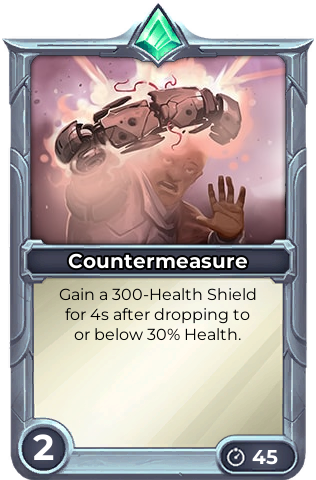 Countermeasure
Gain a 300-Health Shield
for 4s after dropping to
or below 30% Health.
2
45